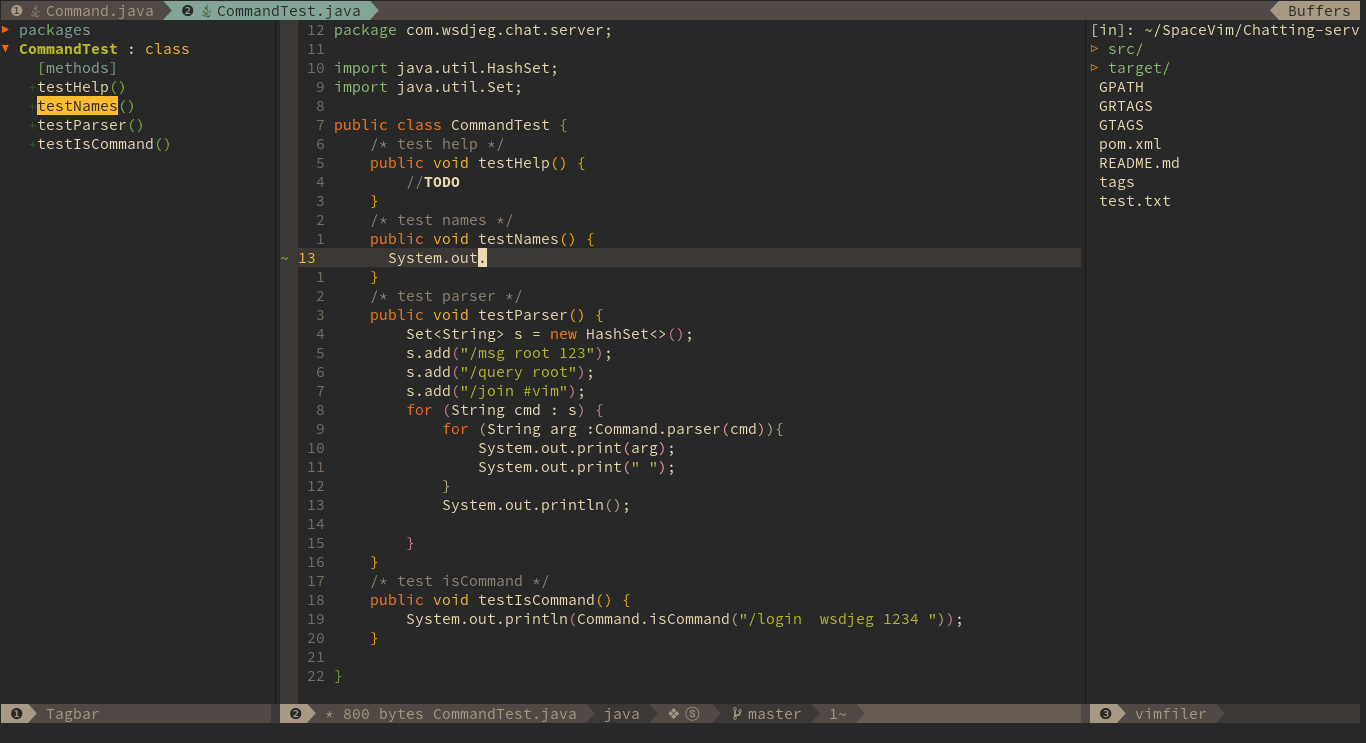 ❶ Command.java ❷ CommandTest.java Buffers
▶ packages
▼ CommandTest : class
[methods]
+testHelp()
+testNames()
+testParser()
+testIsCommand()
12 package com.wsdjeg.chat.server;
11
10 import java.util.HashSet;
9 import java.util.Set;
8
7 public class CommandTest {
6 /* test help */
5 public void testHelp() {
4 //TODO
3 }
2 /* test names */
1 public void testNames() {
~ 13 System.out.
1 }
2 /* test parser */
3 public void testParser() {
4 Set<String> s = new HashSet<>();
5 s.add("/msg root 123");
6 s.add("/query root");
7 s.add("/join #vim");
8 for (String cmd : s) {
9 for (String arg :Command.parser(cmd)){
10 System.out.print(arg);
11 System.out.print(" ");
12 }
13 System.out.println();
14
15 }
16 }
17 /* test isCommand */
18 public void testIsCommand() {
19 System.out.println(Command.isCommand("/login  wsdjeg 1234 "));
20 }
21
22 }
[in]: ~/SpaceVim/Chatting-serv
▷ src/
▷ target/
GPATH
GRTAGS
GTAGS
pom.xml
README.md
tags
test.txt
❶ Tagbar ❷ * 800 bytes CommandTest.java java ❖ Ⓢ master 1~ ❸ vimfiler